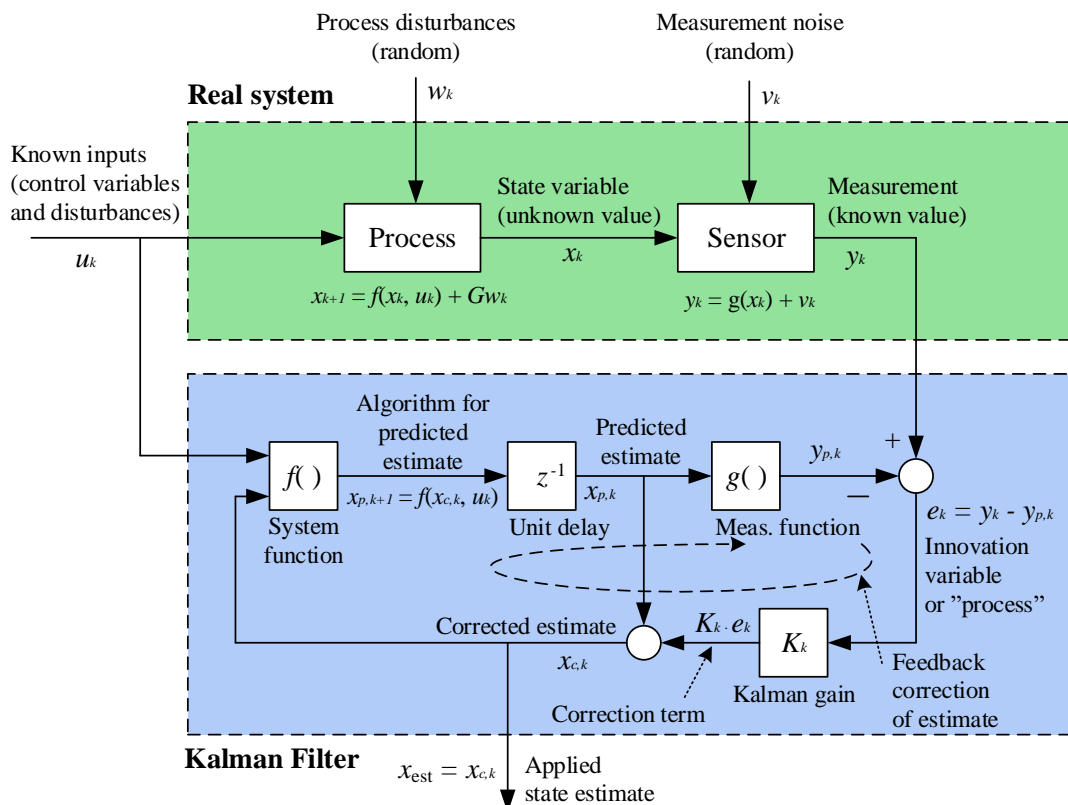 Process disturbances
(random)
Measurement noise
(random)
wk
vk
Real system
Known inputs
(control variables
and disturbances)
uk
State variable
(unknown value)
Measurement
(known value)
Process
xk
Sensor
yk
xk+1 = f(xk, uk) + Gwk
yk = g(xk) + vk
Algorithm for
predicted
estimate
Predicted
estimate
yp,k
+
f( )
xp,k+1 = f(xc,k, uk)
z-1
xp,k
g( )
−
System
function
Unit delay
Meas. function
ek = yk - yp,k
Innovation
variable
or ”process”
Corrected estimate
xc,k
Kk · ek
Kk
Kalman gain
Correction term
Feedback
correction
of estimate
Kalman Filter
xest = xc,k
Applied
state estimate